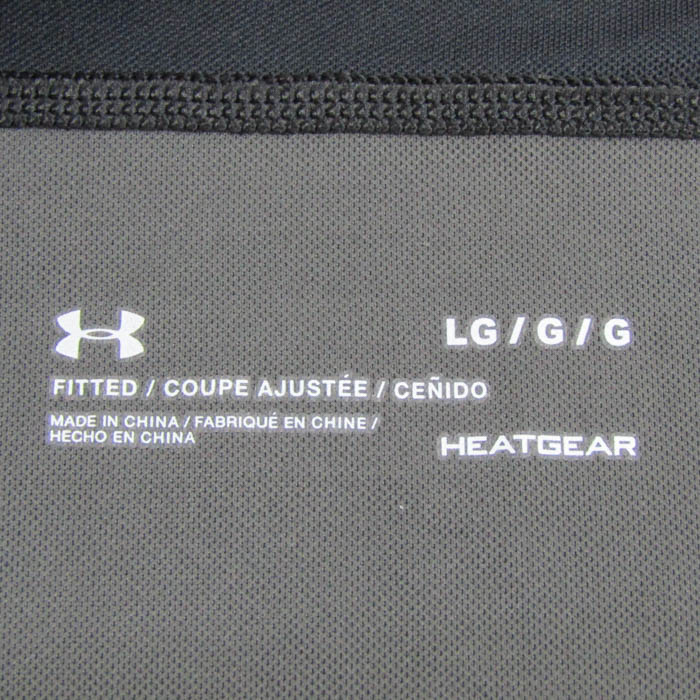 LG / G / G
FITTED / COUPE AJUSTÉE / CEÑIDO
MADE IN CHINA / FABRIQUÉ EN CHINE /
HECHO EN CHINA
HEATGEAR